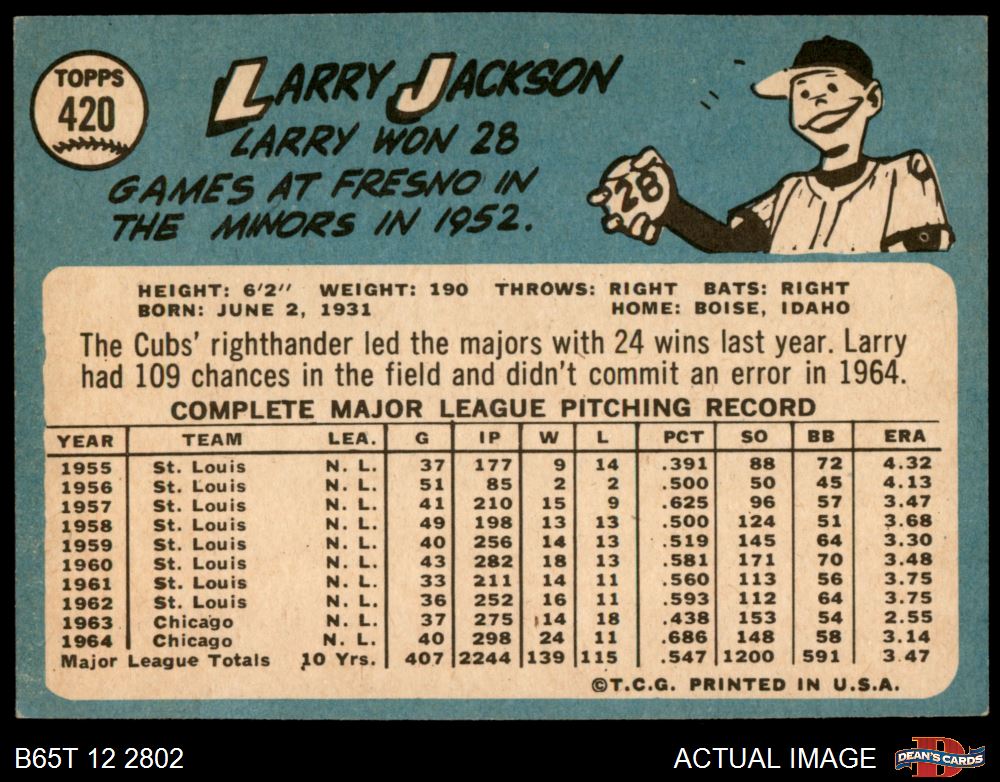 TOPPS
420
LARRY JACKSON
LARRY WON 28
GAMES AT FRESNO IN
THE MINORS IN 1952.
28
HEIGHT: 6'2" WEIGHT: 190 THROWS: RIGHT BATS: RIGHT
BORN: JUNE 2, 1931 HOME: BOISE, IDAHO
The Cubs' righthander led the majors with 24 wins last year. Larry
had 109 chances in the field and didn't commit an error in 1964.
COMPLETE MAJOR LEAGUE PITCHING RECORD
YEAR TEAM LEA. G IP W L PCT SO BB ERA
1955 St. Louis N. L. 37 177 9 14 .391 88 72 4.32
1956 St. Louis N. L. 51 85 2 2 .500 50 45 4.13
1957 St. Louis N. L. 41 210 15 9 .625 96 57 3.47
1958 St. Louis N. L. 49 198 13 13 .500 124 51 3.68
1959 St. Louis N. L. 40 256 14 13 .519 145 64 3.30
1960 St. Louis N. L. 43 282 18 13 .581 171 70 3.48
1961 St. Louis N. L. 33 211 14 11 .560 113 56 3.75
1962 St. Louis N. L. 36 252 16 11 .593 112 64 3.75
1963 Chicago N. L. 37 275 14 18 .438 153 54 2.55
1964 Chicago N. L. 40 298 24 11 .686 148 58 3.14
Major League Totals 10 Yrs. 407 2244 139 115 .547 1200 591 3.47
©T.C.G. PRINTED IN U.S.A.
B65T 12 2802 ACTUAL IMAGE D DEAN'S CARDS